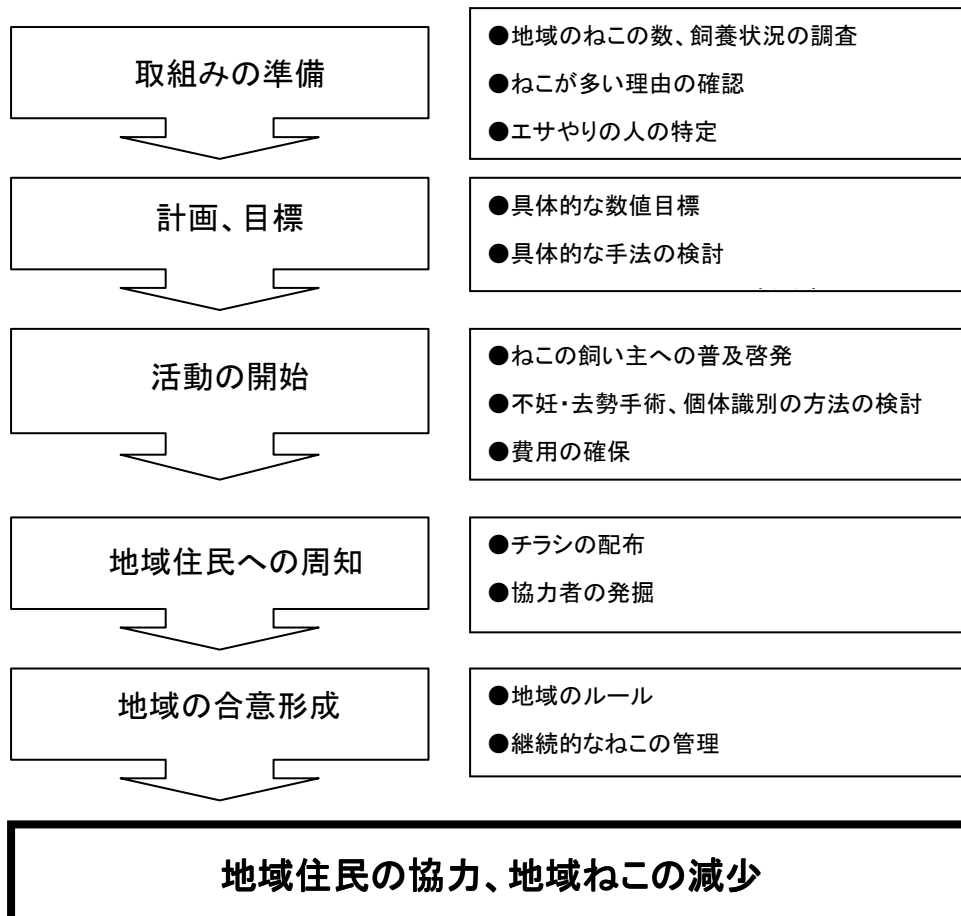 取組みの準備
●地域のねこの数、飼養状況の調査
●ねこが多い理由の確認
●エサやりの人の特定
計画、目標
●具体的な数値目標
●具体的な手法の検討
活動の開始
●ねこの飼い主への普及啓発
●不妊・去勢手術、個体識別の方法の検討
●費用の確保
地域住民への周知
●チラシの配布
●協力者の発掘
地域の合意形成
●地域のルール
●継続的なねこの管理
地域住民の協力、地域ねこの減少